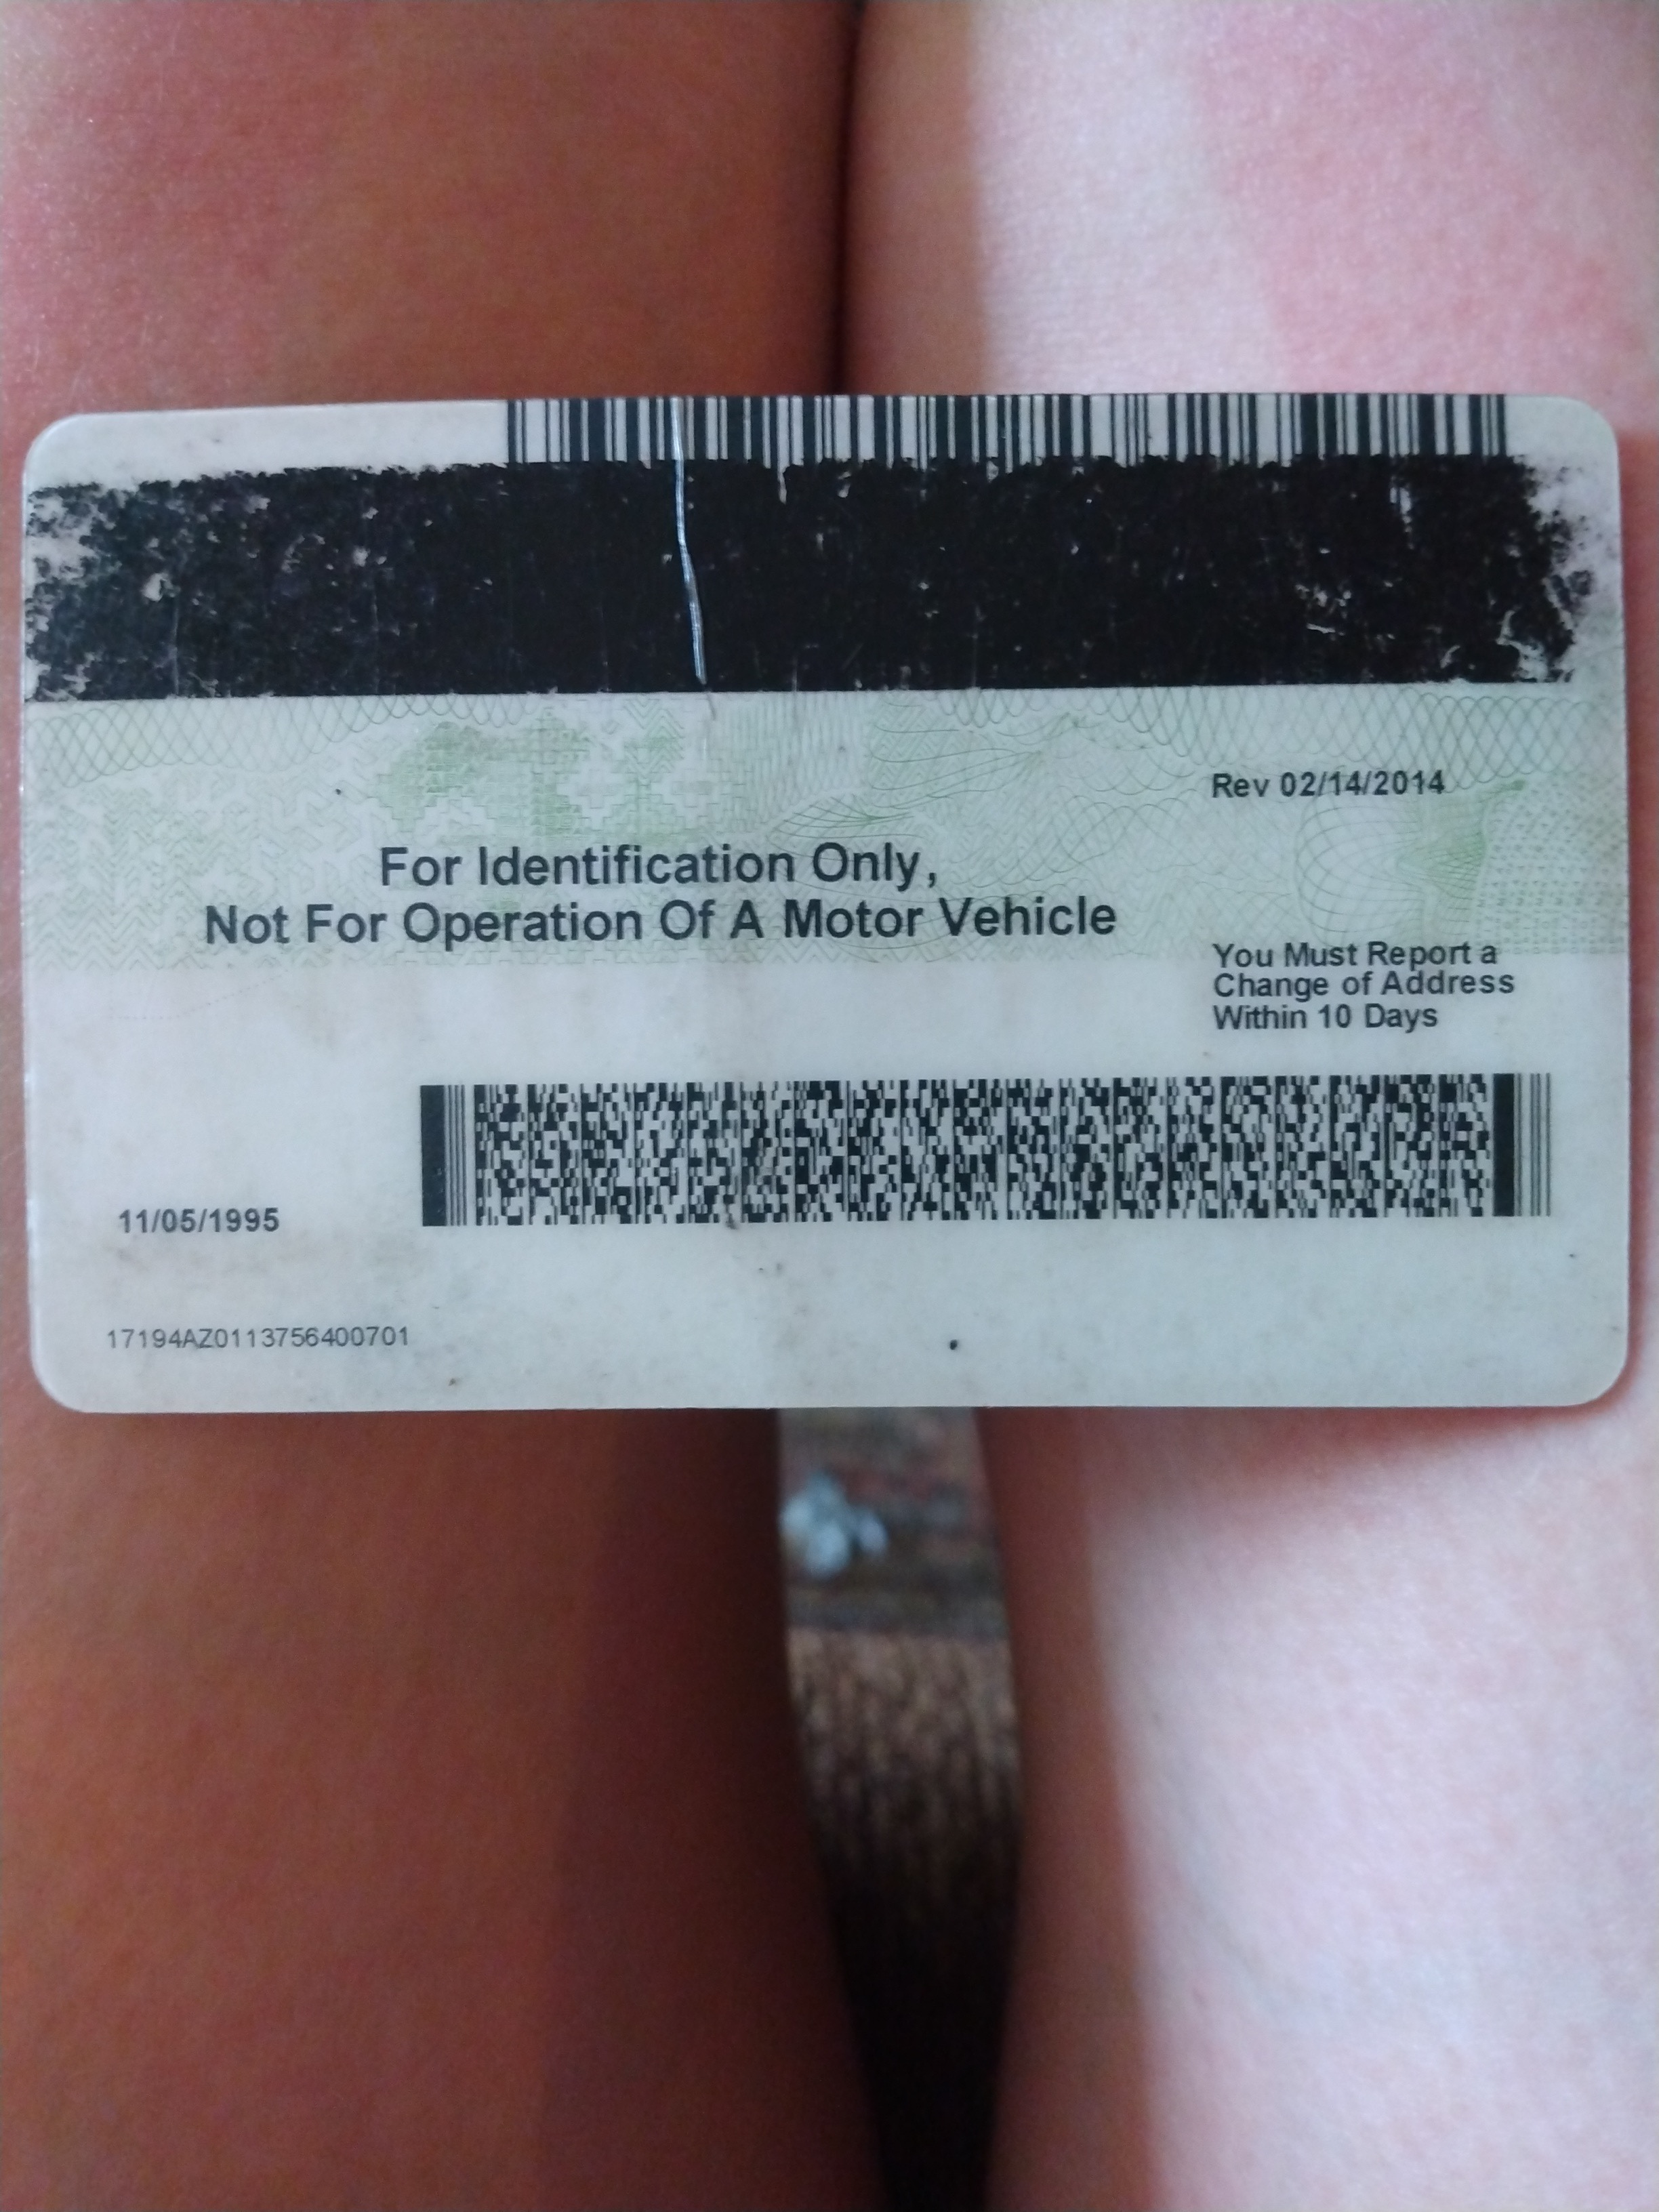 Rev 02/14/2014
For Identification Only,
Not For Operation Of A Motor Vehicle
You Must Report a
Change of Address
Within 10 Days
11/05/1995
17194AZ0113756400701